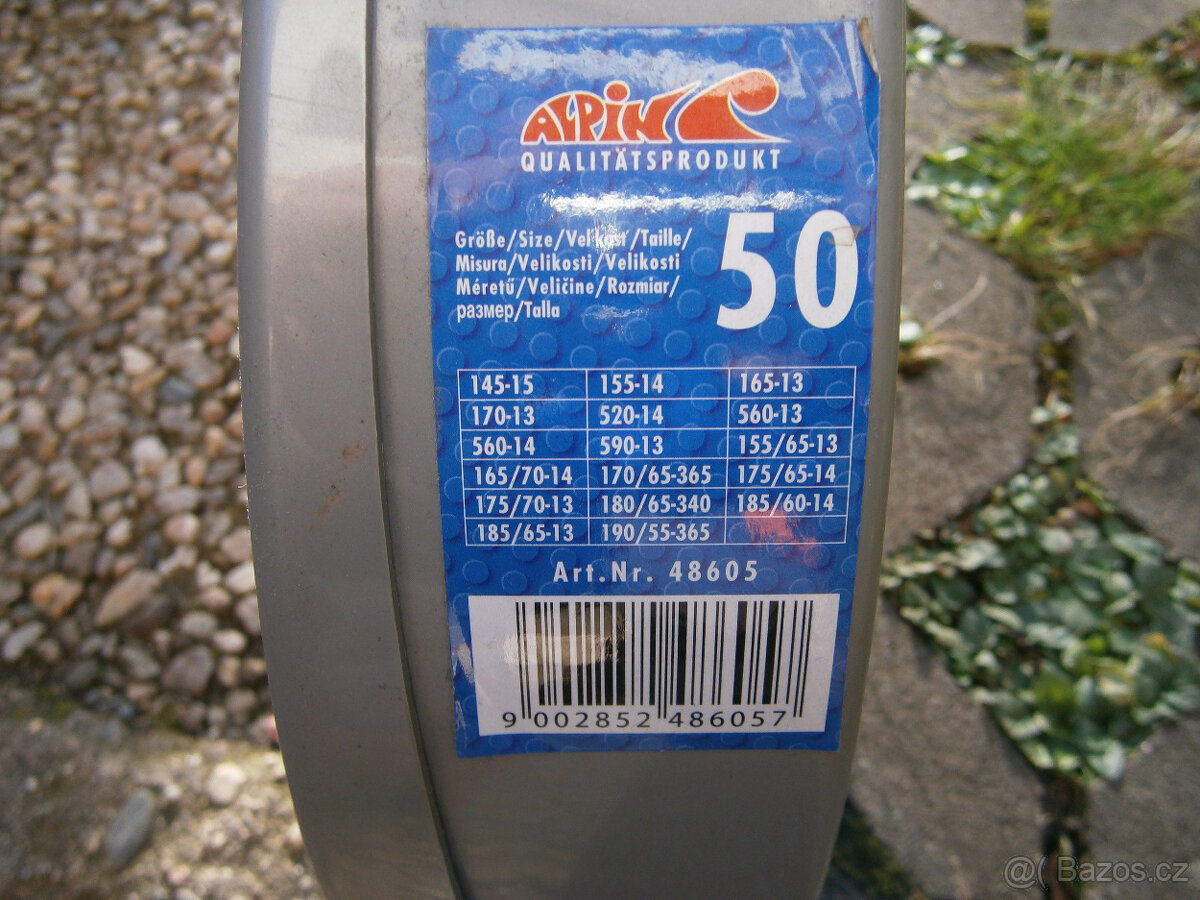 ALPIN
QUALITÄTSPRODUKT
Größe/Size/Veľkosť/Taille/
Misura/Velikosti/Velikosti
Méretű/Veličine/Rozmiar/
размер/Talla
50
145-15 155-14 165-13
170-13 520-14 560-13
560-14 590-13 155/65-13
165/70-14 170/65-365 175/65-14
175/70-13 180/65-340 185/60-14
185/65-13 190/55-365
Art.Nr. 48605
9 002852 486057
@( Bazos.cz